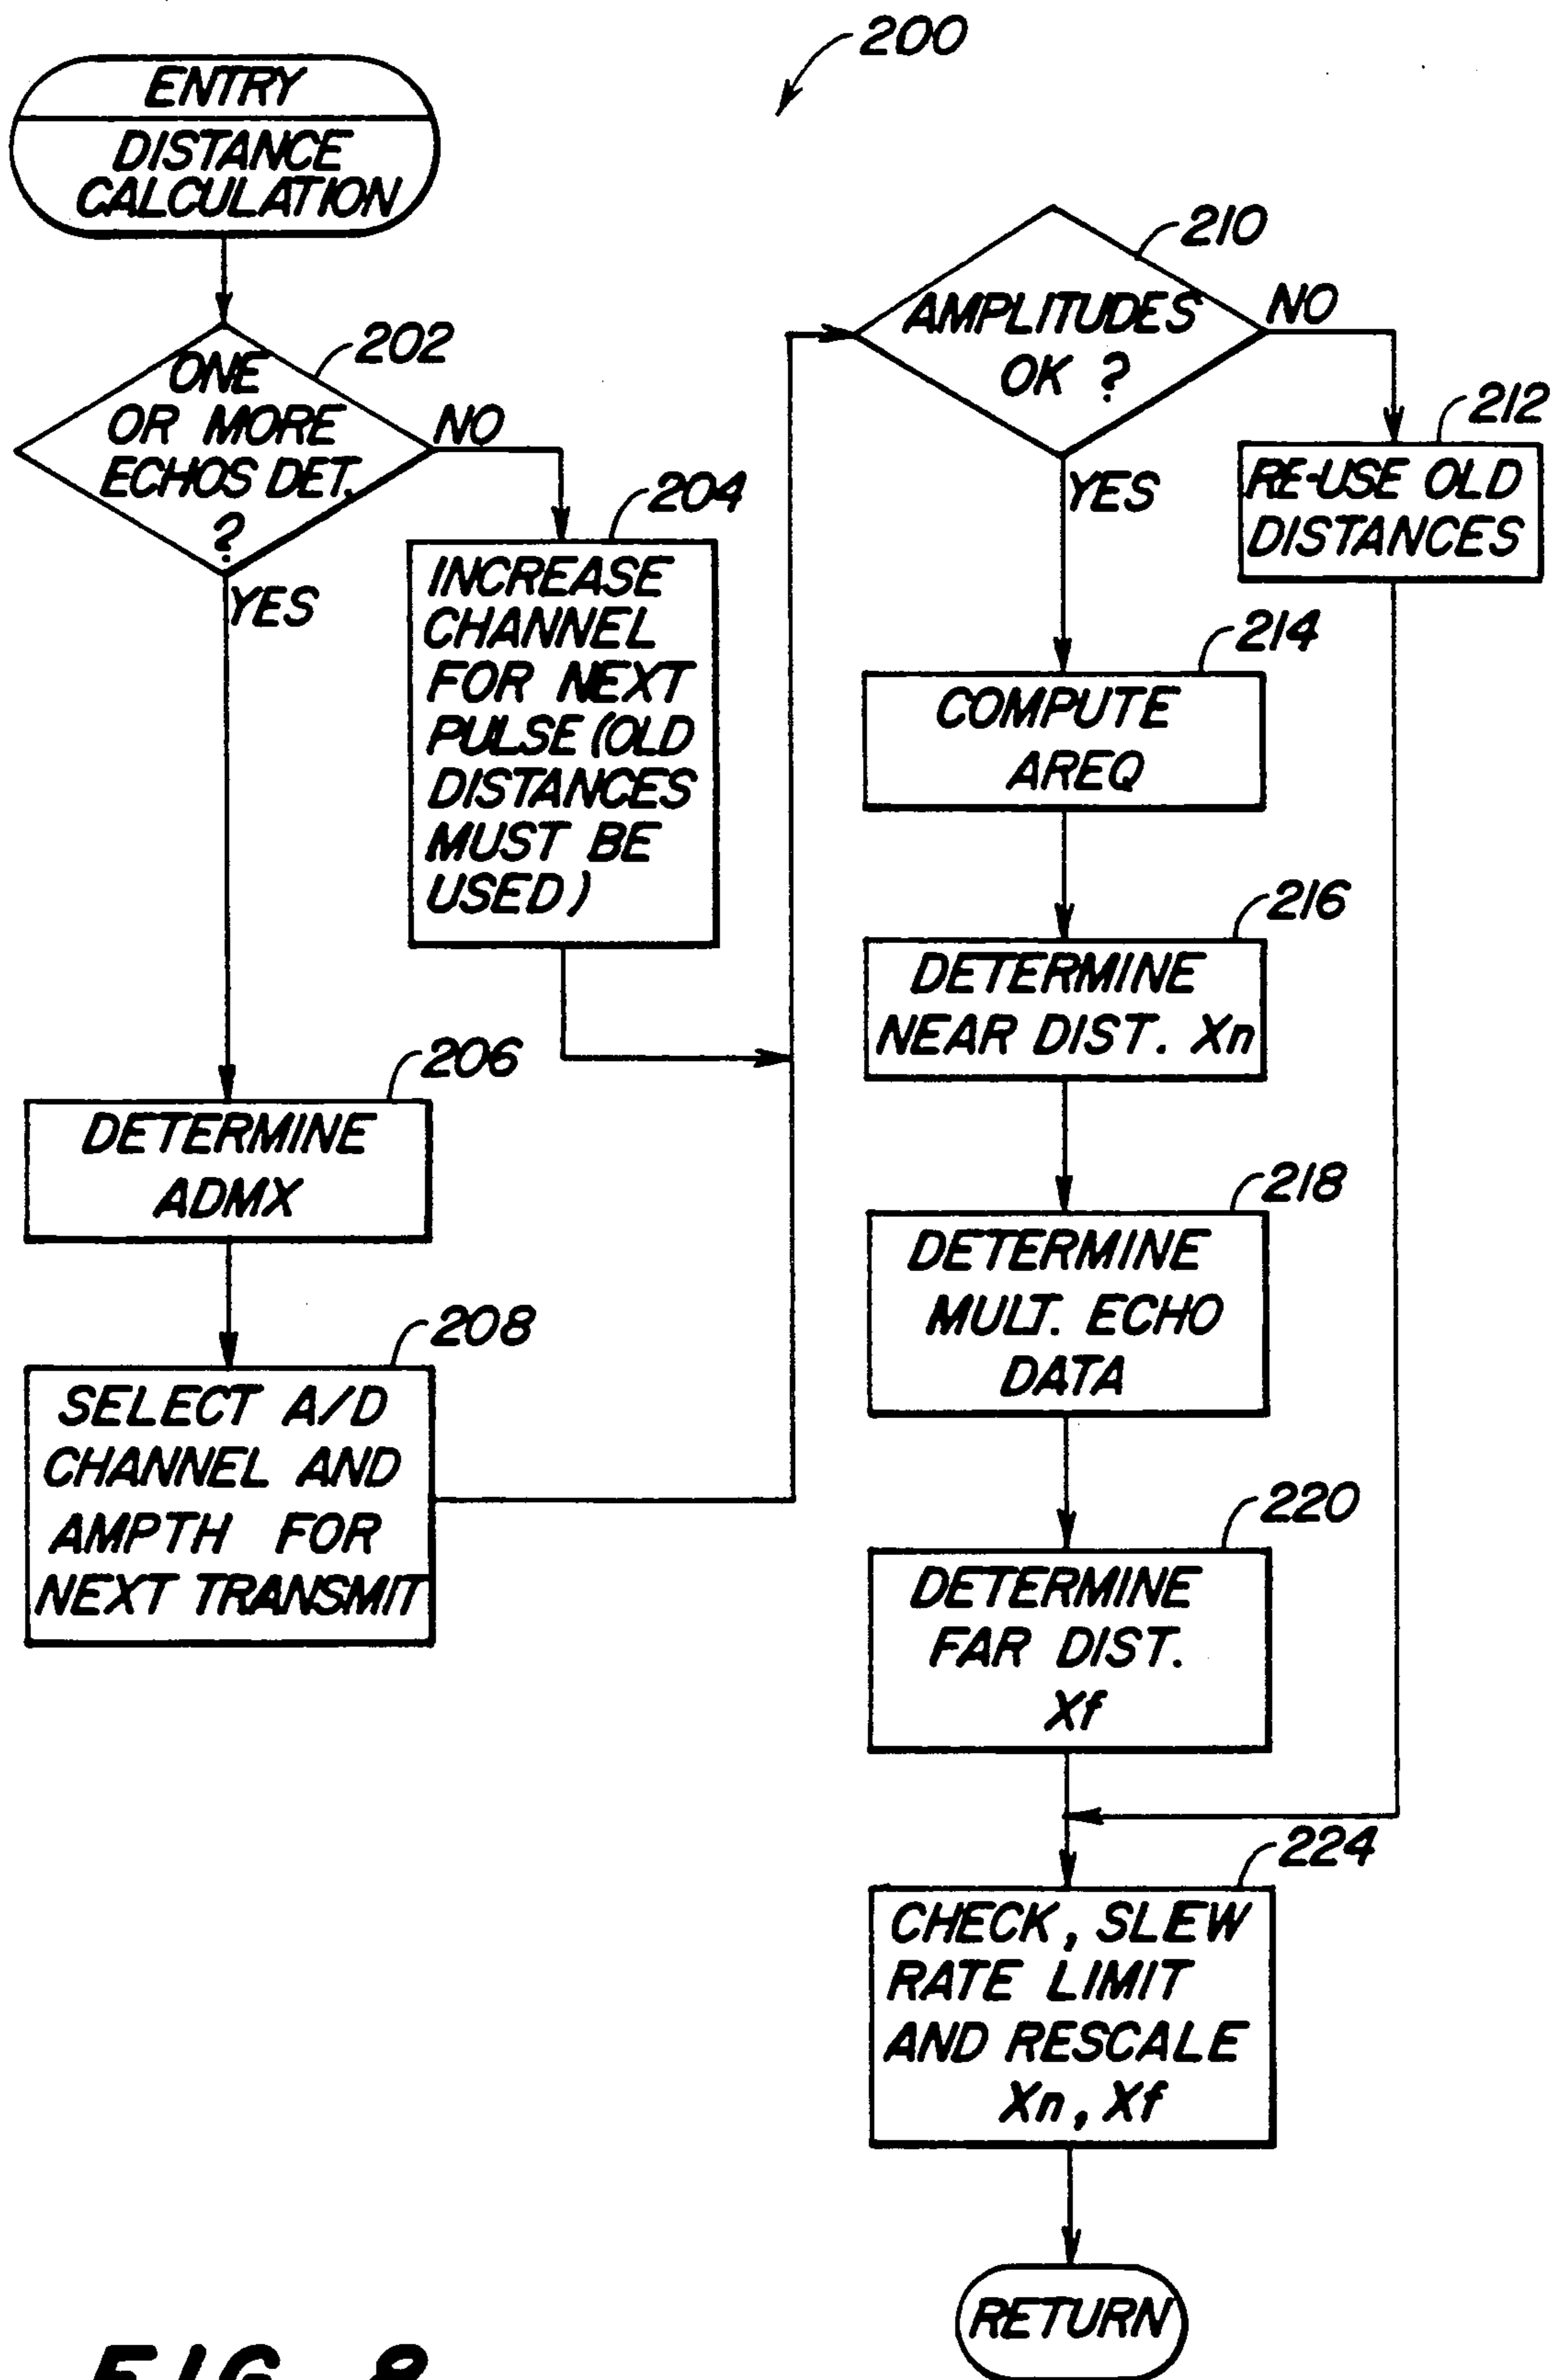 200
ENTRY
DISTANCE
CALCULATION
202
ONE
OR MORE
ECHOS DET.
?
NO
YES
204
INCREASE
CHANNEL
FOR NEXT
PULSE (OLD
DISTANCES
MUST BE
USED)
206
DETERMINE
ADMX
208
SELECT A/D
CHANNEL AND
AMPTH FOR
NEXT TRANSMIT
210
AMPLITUDES
OK ?
NO
YES
212
RE-USE OLD
DISTANCES
214
COMPUTE
AREQ
216
DETERMINE
NEAR DIST. Xn
218
DETERMINE
MULT. ECHO
DATA
220
DETERMINE
FAR DIST.
Xf
224
CHECK, SLEW
RATE LIMIT
AND RESCALE
Xn, Xf
RETURN